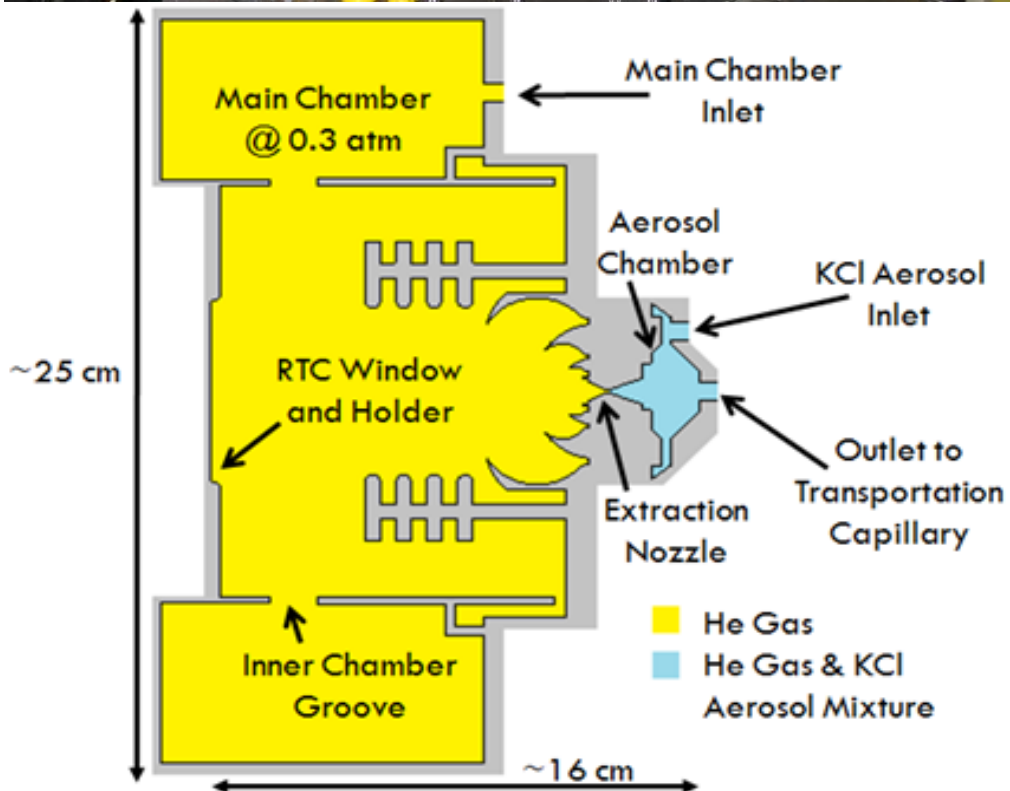 Main Chamber
@ 0.3 atm
Main Chamber
Inlet
Aerosol
Chamber
KCl Aerosol
Inlet
~25 cm
RTC Window
and Holder
Outlet to
Transportation
Capillary
Extraction
Nozzle
Inner Chamber
Groove
He Gas
He Gas & KCl
Aerosol Mixture
~16 cm